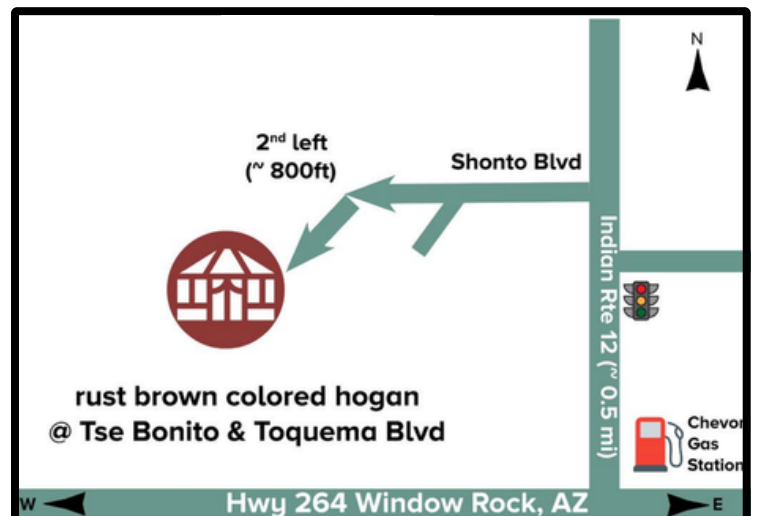 N
2nd left
(~ 800ft)
Shonto Blvd
Indian Rte 12 (~ 0.5 mi)
rust brown colored hogan
@ Tse Bonito & Toquema Blvd
Chevor
Gas
Station
W
Hwy 264 Window Rock, AZ
E